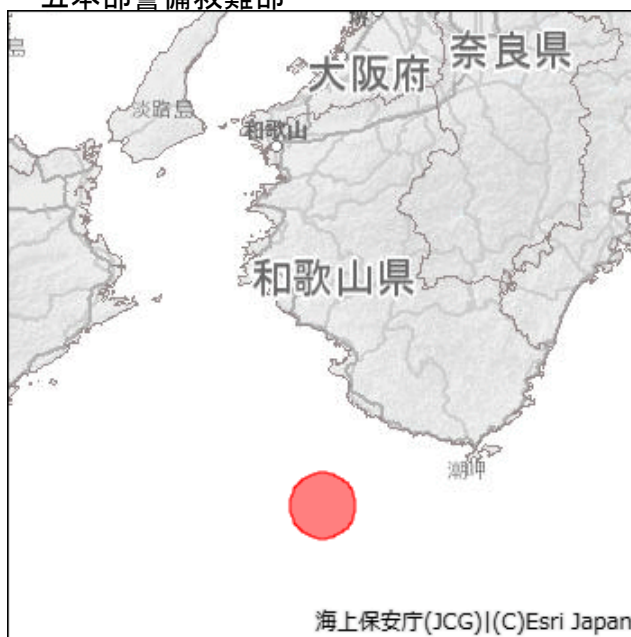 五本部警備救難部
奈良県
大阪府
島
淡路島
和歌山
和歌山県
潮岬
海上保安庁(JCG)|(C)Esri Japan